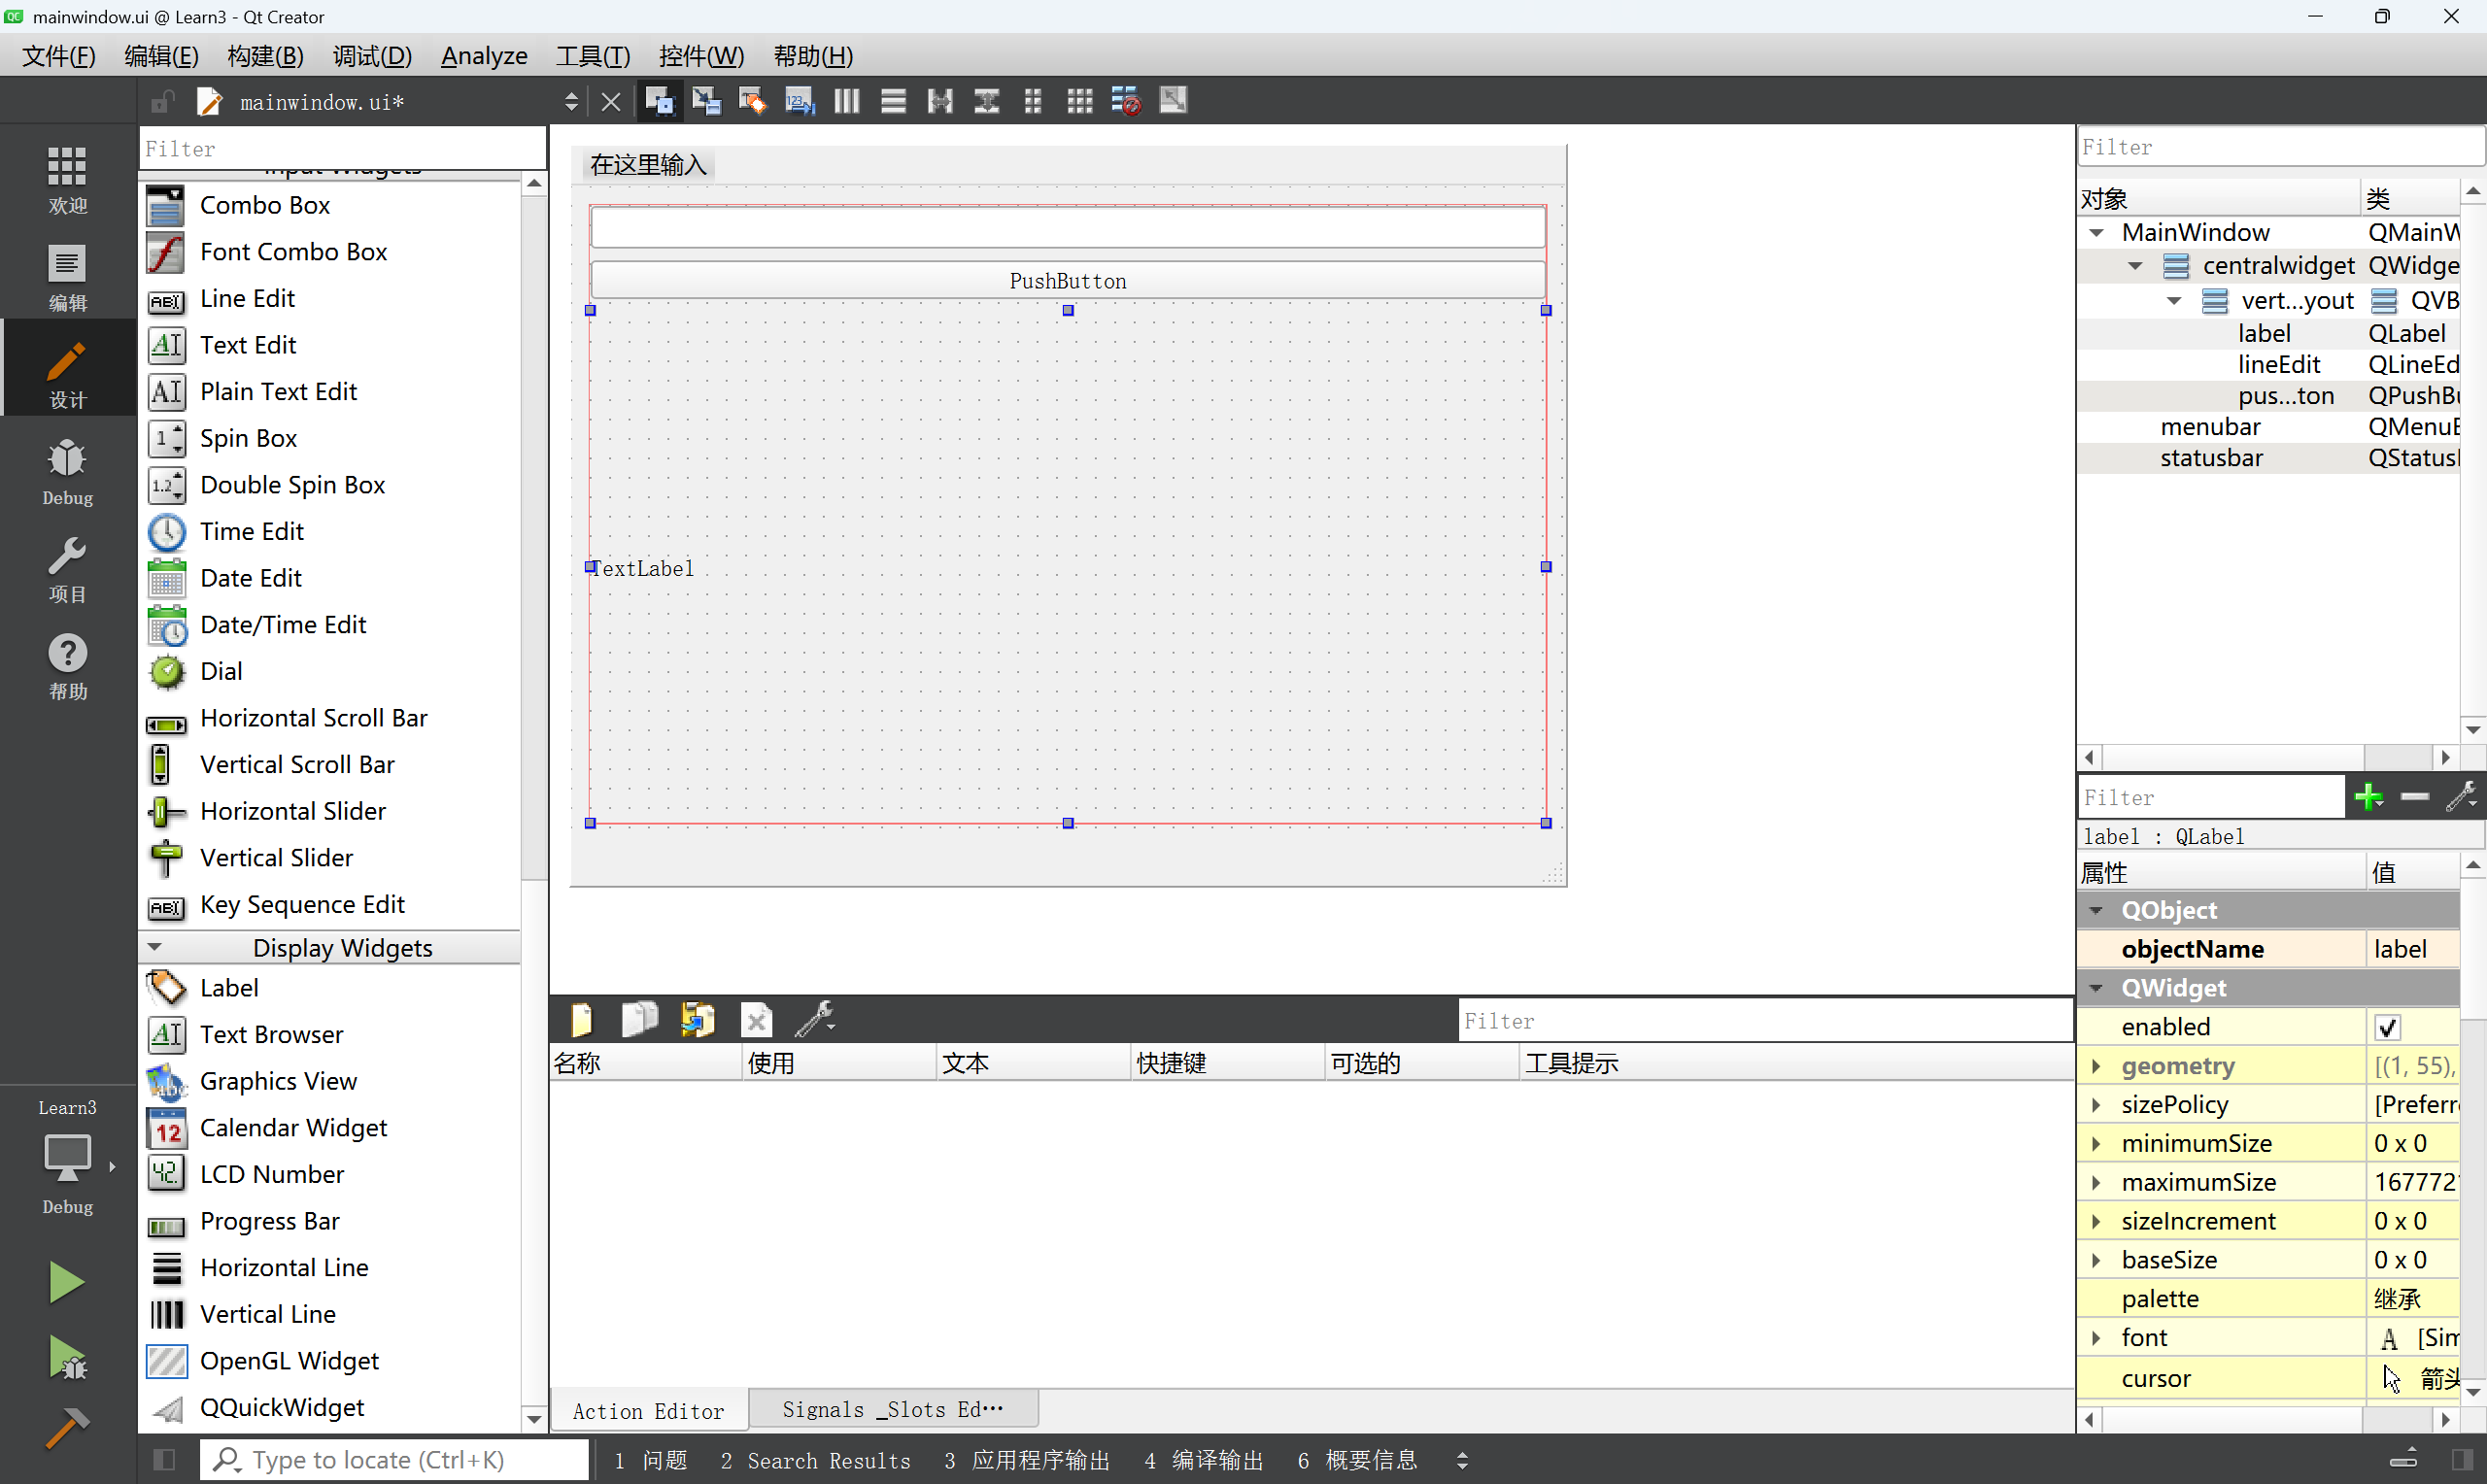 mainwindow.ui @ Learn3 - Qt Creator
文件(F) 编辑(E) 构建(B) 调试(D) Analyze 工具(T) 控件(W) 帮助(H)
mainwindow.ui*
欢迎
编辑
设计
Debug
项目
帮助
Learn3
Debug
Filter
Input Widgets
Combo Box
Font Combo Box
Line Edit
Text Edit
Plain Text Edit
Spin Box
Double Spin Box
Time Edit
Date Edit
Date/Time Edit
Dial
Horizontal Scroll Bar
Vertical Scroll Bar
Horizontal Slider
Vertical Slider
Key Sequence Edit
Display Widgets
Label
Text Browser
Graphics View
Calendar Widget
LCD Number
Progress Bar
Horizontal Line
Vertical Line
OpenGL Widget
QQuickWidget
在这里输入
PushButton
TextLabel
Filter
名称 使用 文本 快捷键 可选的 工具提示
Action Editor Signals _Slots Ed…
Filter
对象 类
MainWindow QMainW
centralwidget QWidge
vert...yout QVB
label QLabel
lineEdit QLineEd
pus...ton QPushBu
menubar QMenuB
statusbar QStatusl
Filter
label : QLabel
属性 值
QObject
objectName label
QWidget
enabled
geometry [(1, 55),
sizePolicy [Preferr
minimumSize 0 x 0
maximumSize 1677721
sizeIncrement 0 x 0
baseSize 0 x 0
palette 继承
font A [Sim
cursor 箭头
Type to locate (Ctrl+K) 1 问题 2 Search Results 3 应用程序输出 4 编译输出 6 概要信息